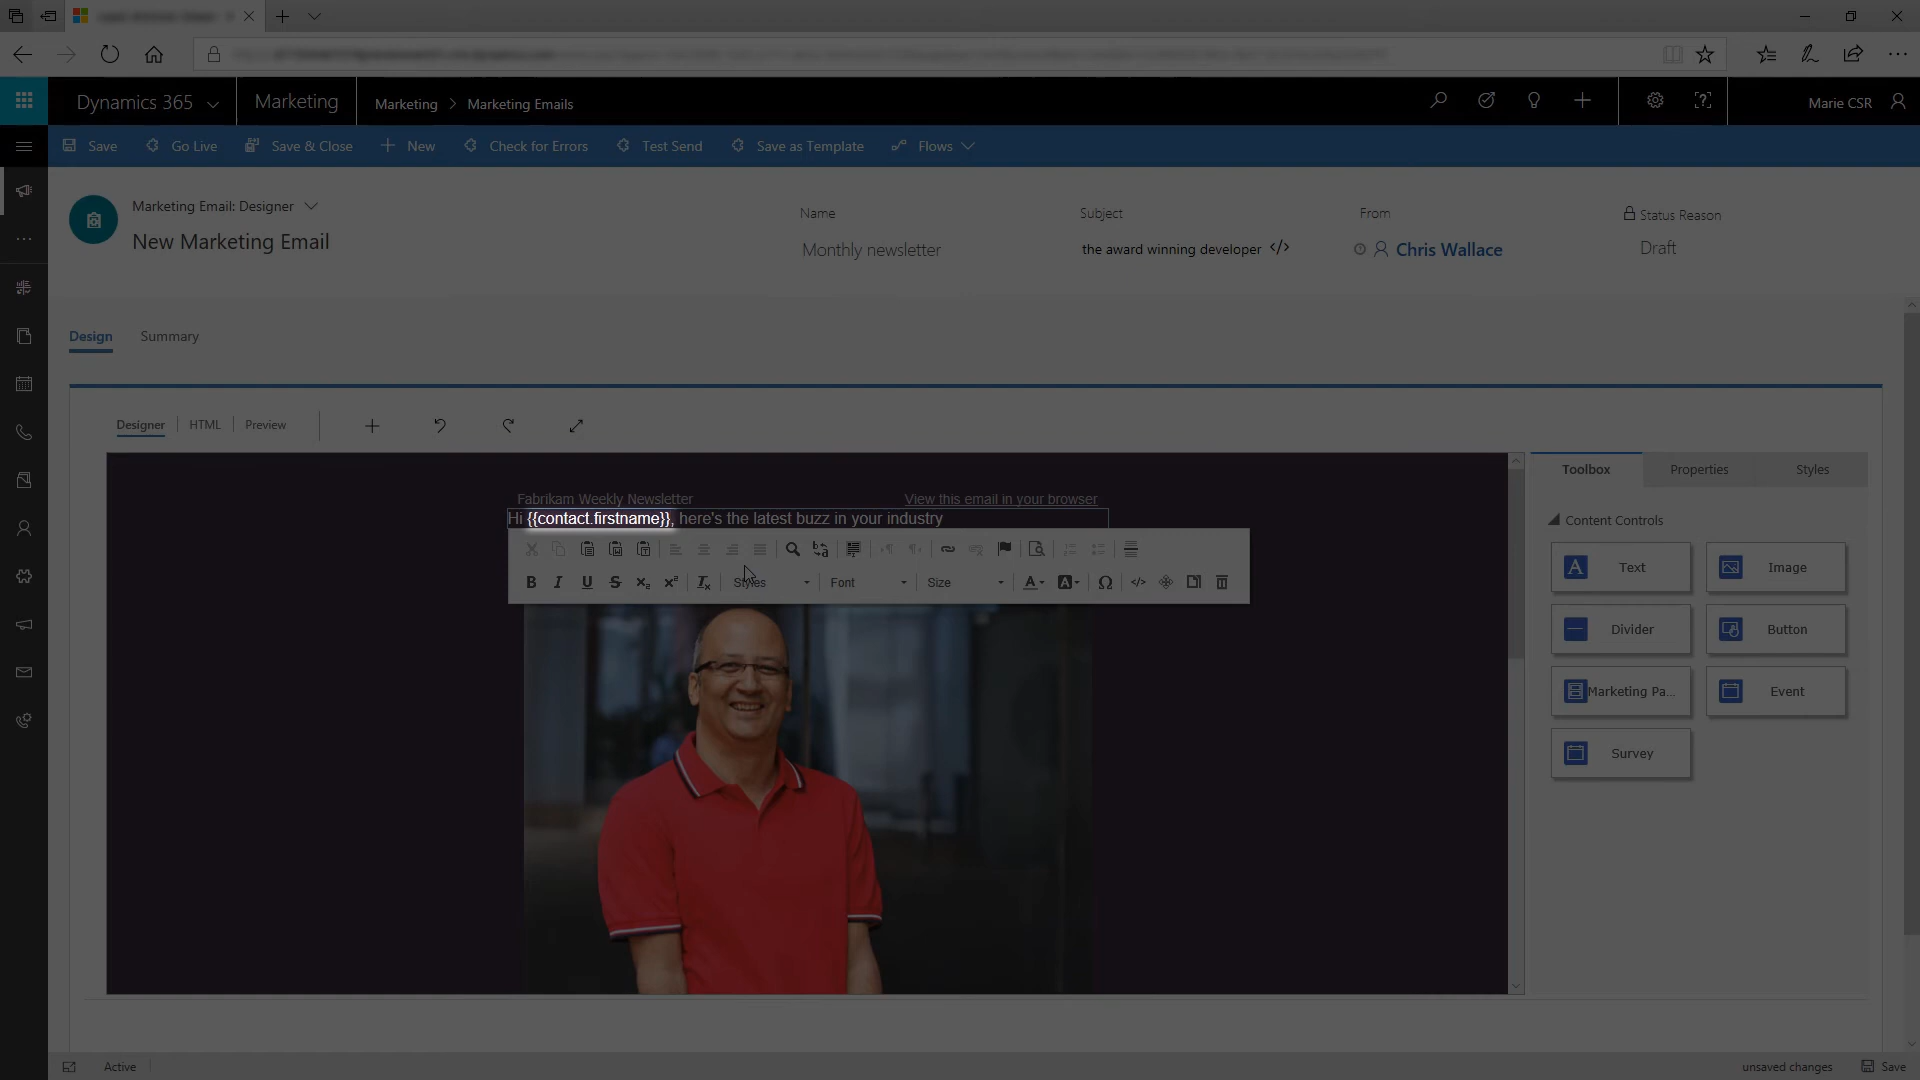 Dynamics 365
Marketing
Marketing > Marketing Emails
Marie CSR
Save
Go Live
Save & Close
New
Check for Errors
Test Send
Save as Template
Flows
Marketing Email: Designer
New Marketing Email
Name
Monthly newsletter
Subject
the award winning developer </>
From
Chris Wallace
Status Reason
Draft
Design
Summary
Designer
HTML
Preview
Fabrikam Weekly Newsletter
View this email in your browser
Hi {{contact.firstname}}, here's the latest buzz in your industry
B I U S x₂ x² Tx
Styles
Font
Size
A A Ω </>
Toolbox
Properties
Styles
Content Controls
Text
Image
Divider
Button
Marketing Pa...
Event
Survey
Active
unsaved changes
Save